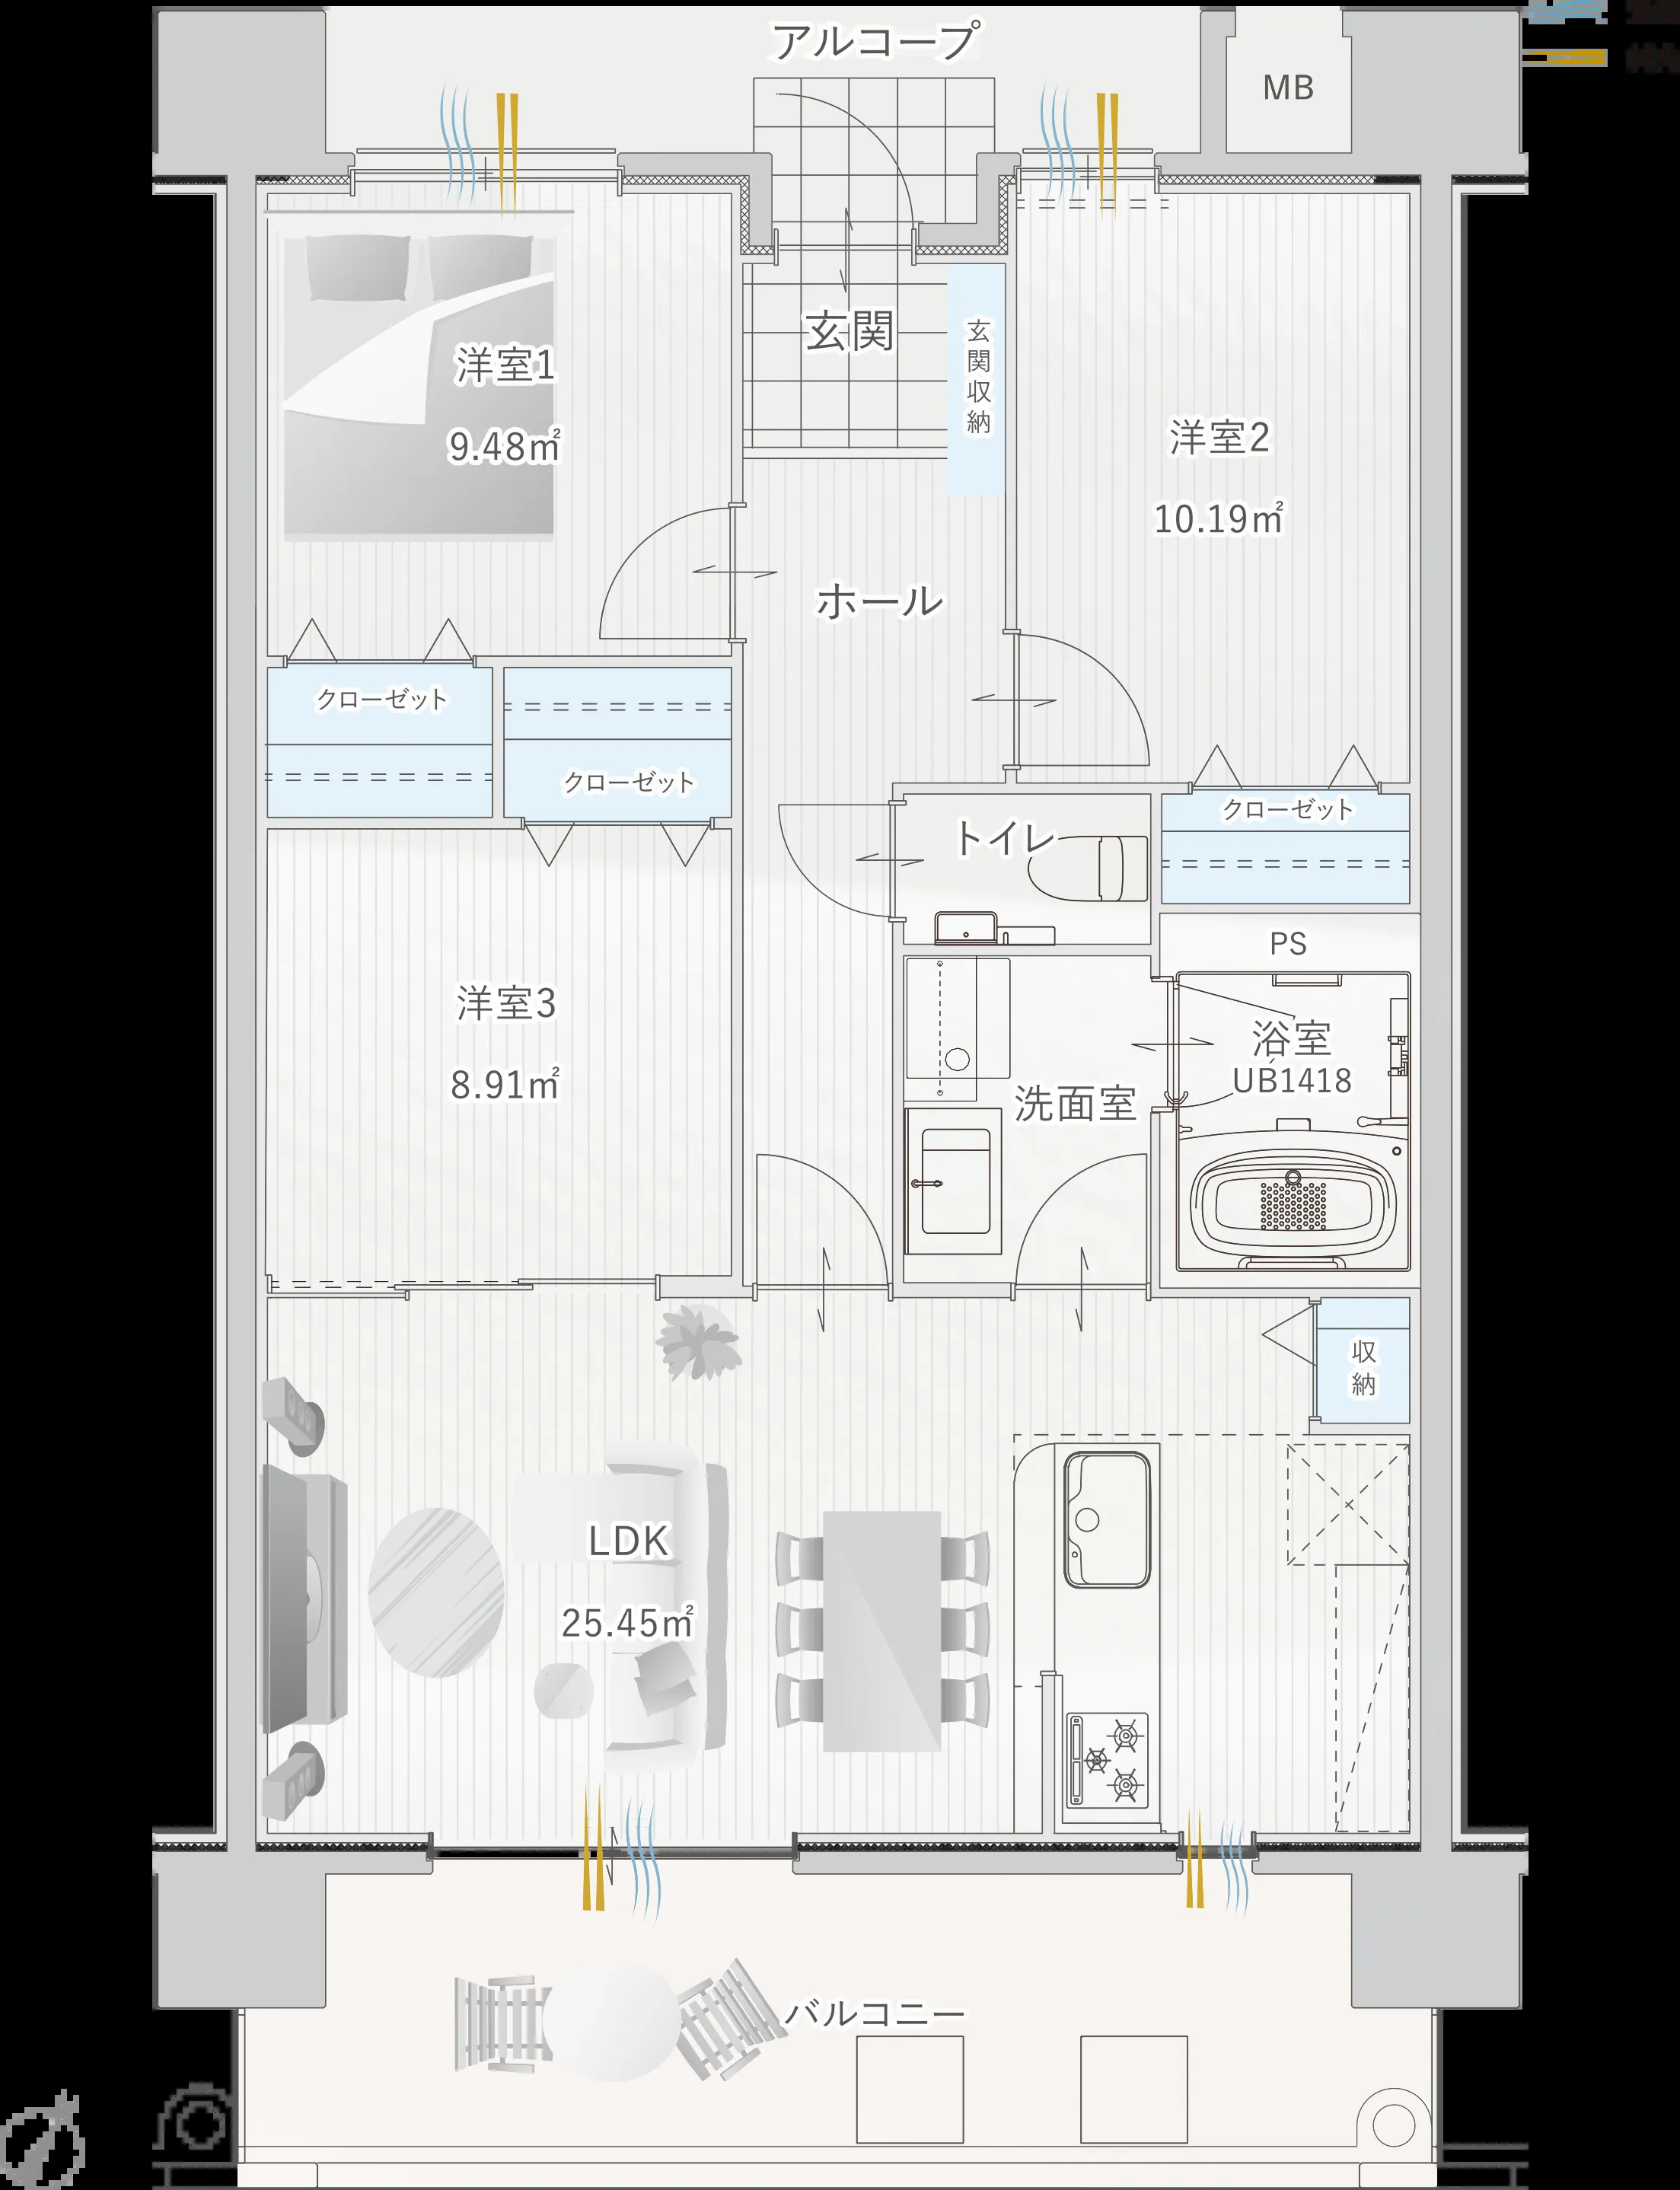 アルコープ
MB
玄関
玄関収納
洋室1
9.48㎡
洋室2
10.19㎡
ホール
クローゼット
クローゼット
クローゼット
トイレ
PS
洋室3
8.91㎡
浴室
UB1418
洗面室
収納
LDK
25.45㎡
バルコニー